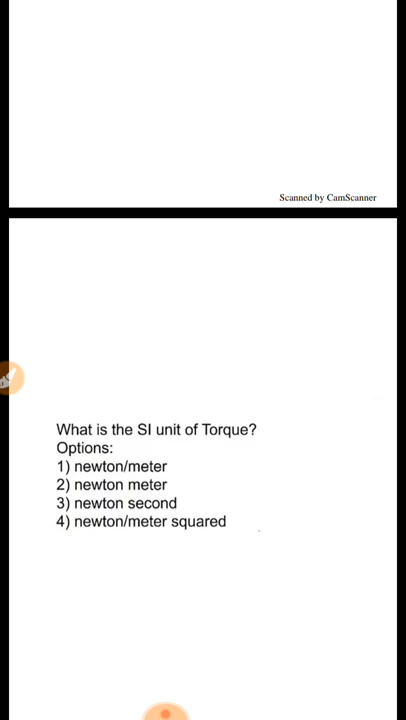 Scanned by CamScanner
What is the SI unit of Torque?
Options:
1) newton/meter
2) newton meter
3) newton second
4) newton/meter squared